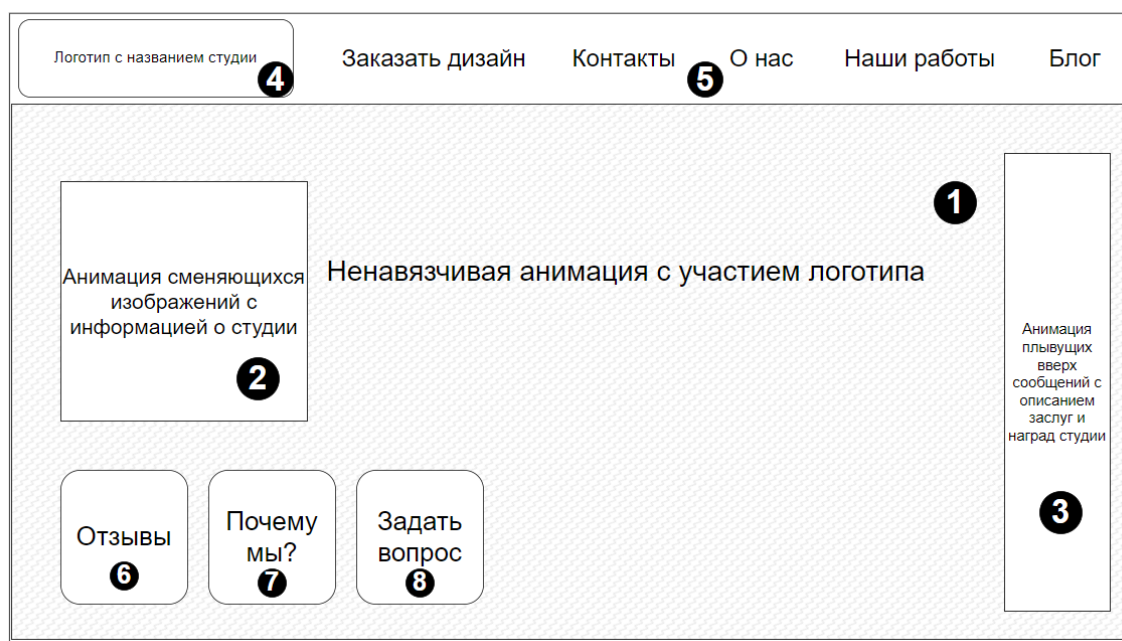 Логотип с названием студии
4
Заказать дизайн
Контакты
5
О нас
Наши работы
Блог
1
Анимация сменяющихся
изображений с
информацией о студии
2
Ненавязчивая анимация с участием логотипа
Анимация
плывущих
вверх
сообщений с
описанием
заслуг и
наград студии
3
Отзывы
6
Почему
мы?
7
Задать
вопрос
8